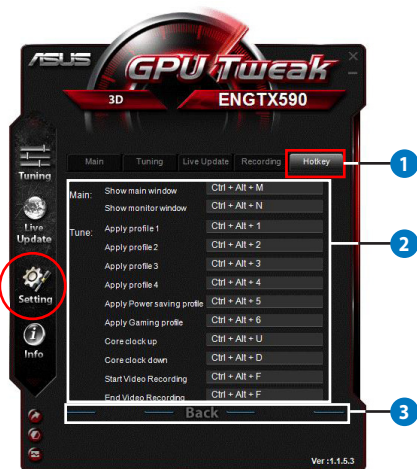 ASUS
GPU Tweak
3D ENGTX590
Main Tuning Live Update Recording Hotkey
1
Tuning
Live
Update
Setting
Info
Main: Show main window Ctrl + Alt + M
Show monitor window Ctrl + Alt + N
Tune: Apply profile 1 Ctrl + Alt + 1
Apply profile 2 Ctrl + Alt + 2
2
Apply profile 3 Ctrl + Alt + 3
Apply profile 4 Ctrl + Alt + 4
Apply Power saving profile Ctrl + Alt + 5
Apply Gaming profile Ctrl + Alt + 6
Core clock up Ctrl + Alt + U
Core clock down Ctrl + Alt + D
Start Video Recording Ctrl + Alt + F
End Video Recording Ctrl + Alt + F
Back
3
Ver :1.1.5.3